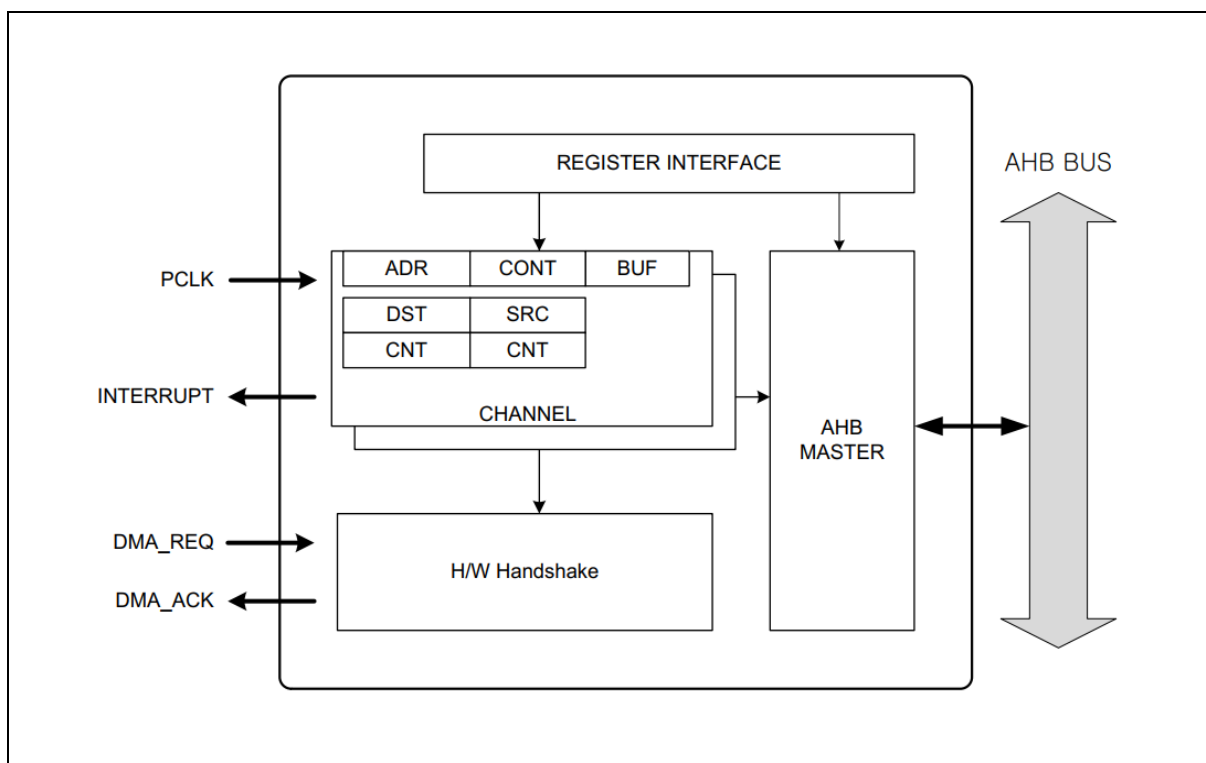 REGISTER INTERFACE
AHB BUS
PCLK
ADR CONT BUF
DST SRC
CNT CNT
INTERRUPT
CHANNEL
AHB
MASTER
DMA_REQ
H/W Handshake
DMA_ACK